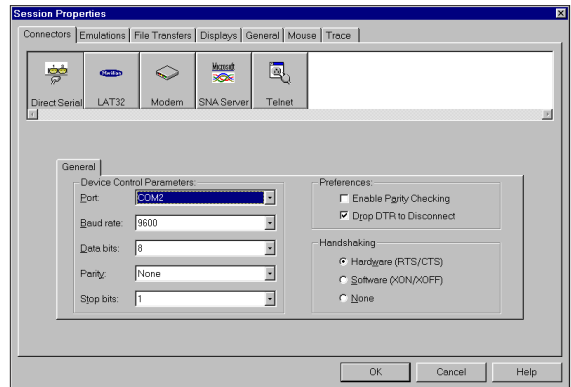 Session Properties
Connectors Emulations File Transfers Displays General Mouse Trace
Microsoft
Direct Serial LAT32 Modem SNA Server Telnet
General
Device Control Parameters:
Port: COM2
Baud rate: 9600
Data bits: 8
Parity: None
Stop bits: 1
Preferences:
Enable Parity Checking
Drop DTR to Disconnect
Handshaking
Hardware (RTS/CTS)
Software (XON/XOFF)
None
OK Cancel Help